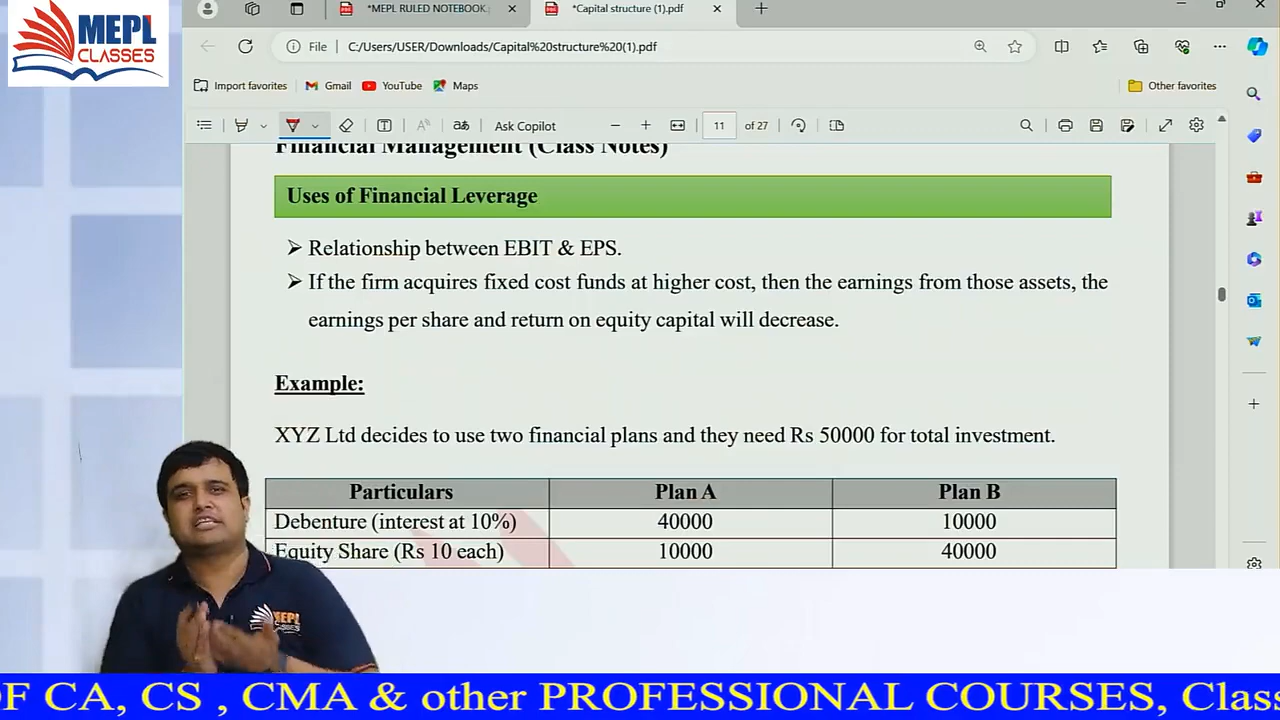 MEPL
CLASSES
*MEPL RULED NOTEBOOK.
*Capital structure (1).pdf
File
C:/Users/USER/Downloads/Capital%20structure%20(1).pdf
Import favorites
Gmail
YouTube
Maps
Other favorites
Ask Copilot
11 of 27
Financial Management (Class Notes)
Uses of Financial Leverage
➢ Relationship between EBIT & EPS.
➢ If the firm acquires fixed cost funds at higher cost, then the earnings from those assets, the
earnings per share and return on equity capital will decrease.
Example:
XYZ Ltd decides to use two financial plans and they need Rs 50000 for total investment.
Particulars Plan A Plan B
Debenture (interest at 10%) 40000 10000
Equity Share (Rs 10 each) 10000 40000
MEPL
CLASSES
OF CA, CS , CMA & other PROFESSIONAL COURSES, Class